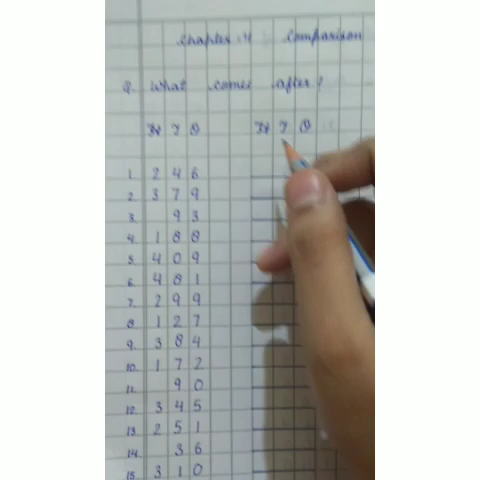 Chapter : 4 : Comparison
Q. What comes after ?
H T O H T O
1. 2 4 6
2. 3 7 9
3. 9 3
4. 1 8 8
5. 4 0 9
6. 4 8 1
7. 2 9 9
8. 1 2 7
9. 3 8 4
10. 1 7 2
11. 9 0
12. 3 4 5
13. 2 5 1
14. 3 6
15. 3 1 0